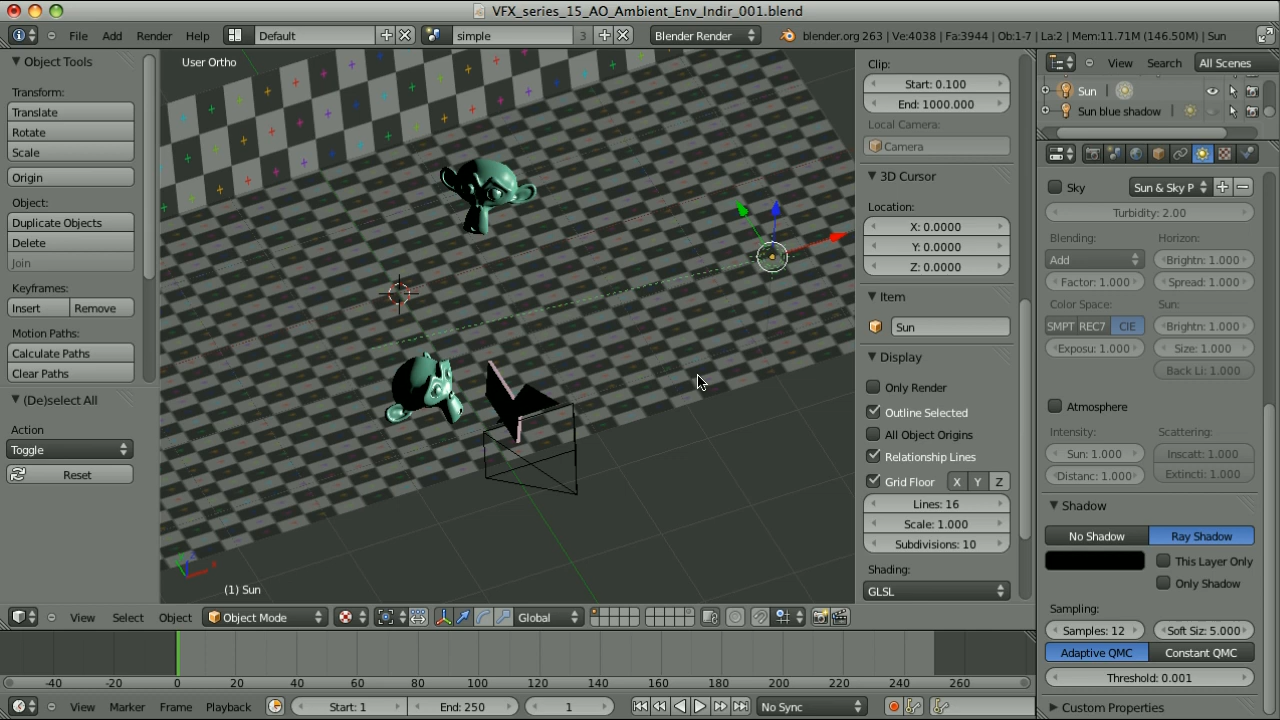 VFX_series_15_AO_Ambient_Env_Indir_001.blend
File Add Render Help Default simple 3 Blender Render blender.org 263 | Ve:4038 | Fa:3944 | Ob:1-7 | La:2 | Mem:11.71M (146.50M) | Sun
Object Tools
Transform:
Translate
Rotate
Scale
Origin
Object:
Duplicate Objects
Delete
Join
Keyframes:
Insert Remove
Motion Paths:
Calculate Paths
Clear Paths
(De)select All
Action
Toggle
Reset
User Ortho
(1) Sun
Clip:
Start: 0.100
End: 1000.000
Local Camera:
Camera
3D Cursor
Location:
X: 0.0000
Y: 0.0000
Z: 0.0000
Item
Sun
Display
Only Render
Outline Selected
All Object Origins
Relationship Lines
Grid Floor X Y Z
Lines: 16
Scale: 1.000
Subdivisions: 10
Shading:
GLSL
View Search All Scenes
Sun
Sun blue shadow
Sky Sun & Sky P
Turbidity: 2.00
Blending: Horizon:
Add Brightn: 1.000
Factor: 1.000 Spread: 1.000
Color Space: Sun:
SMPT REC7 CIE Brightn: 1.000
Exposu: 1.000 Size: 1.000
Back Li: 1.000
Atmosphere
Intensity: Scattering:
Sun: 1.000 Inscatt: 1.000
Distanc: 1.000 Extincti: 1.000
Shadow
No Shadow Ray Shadow
This Layer Only
Only Shadow
Sampling:
Samples: 12 Soft Siz: 5.000
Adaptive QMC Constant QMC
Threshold: 0.001
Custom Properties
View Select Object Object Mode Global
-40 -20 0 20 40 60 80 100 120 140 160 180 200 220 240 260
View Marker Frame Playback Start: 1 End: 250 1 No Sync